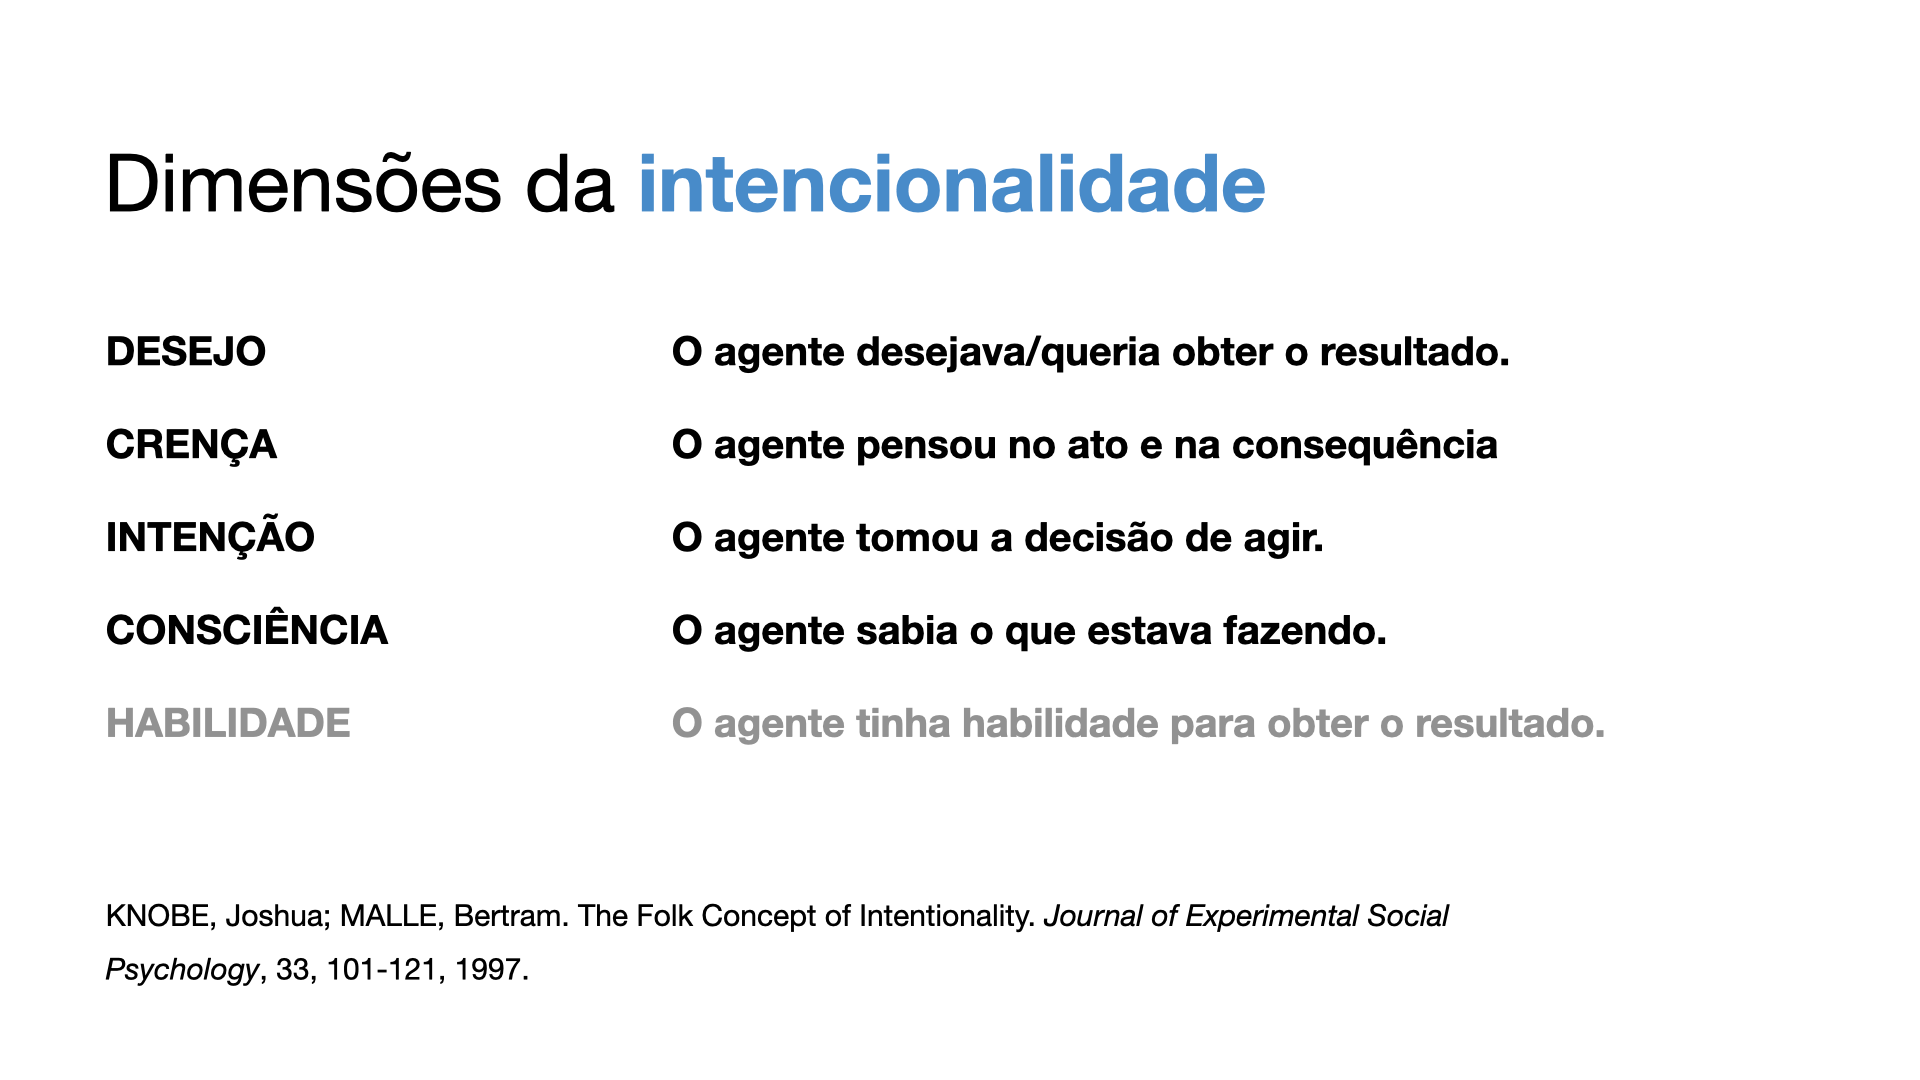 Dimensões da intencionalidade
DESEJO O agente desejava/queria obter o resultado.
CRENÇA O agente pensou no ato e na consequência
INTENÇÃO O agente tomou a decisão de agir.
CONSCIÊNCIA O agente sabia o que estava fazendo.
HABILIDADE O agente tinha habilidade para obter o resultado.
KNOBE, Joshua; MALLE, Bertram. The Folk Concept of Intentionality. Journal of Experimental Social
Psychology, 33, 101-121, 1997.